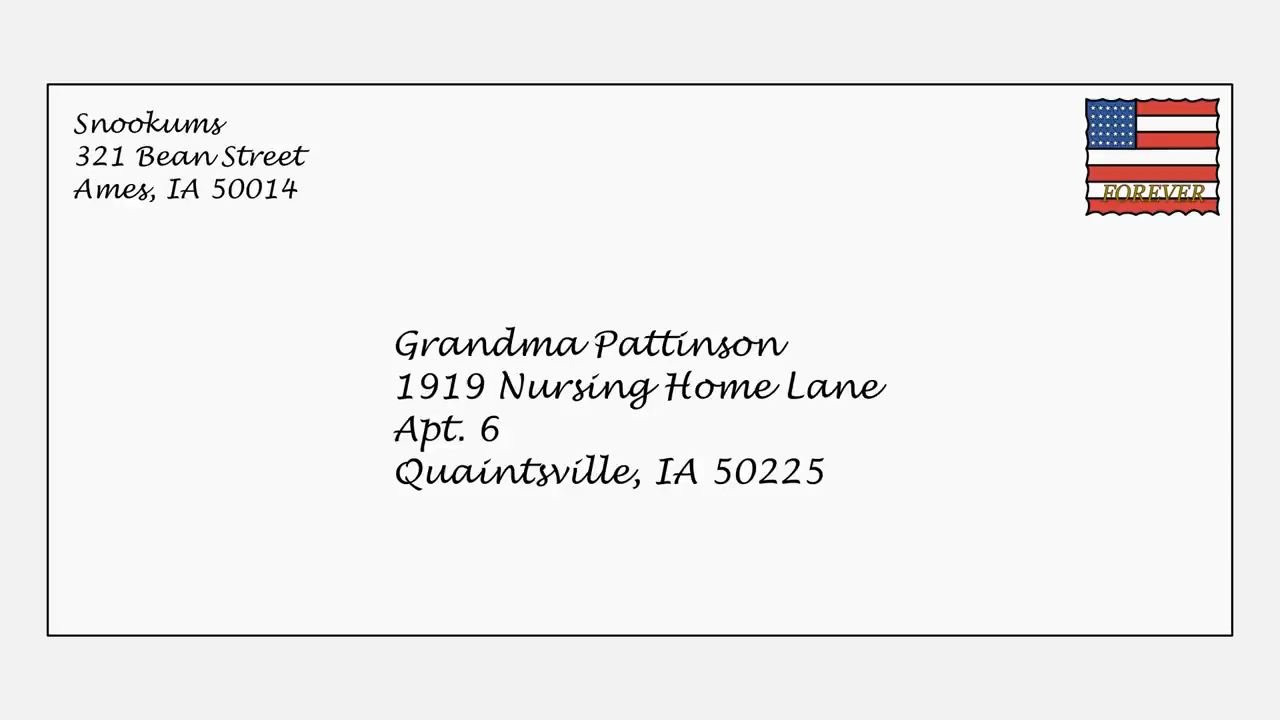 Snookums
321 Bean Street
Ames, IA 50014
FOREVER
Grandma Pattinson
1919 Nursing Home Lane
Apt. 6
Quaintsville, IA 50225